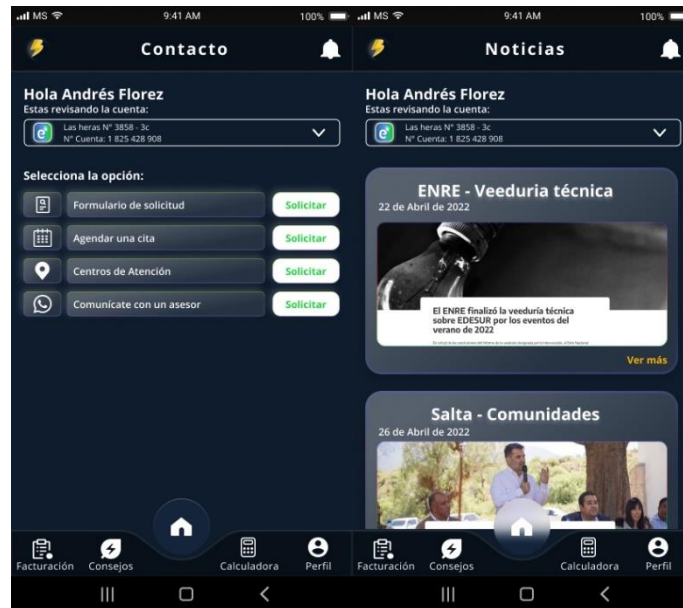 MS
9:41 AM
100%
Contacto
Hola Andrés Florez
Estas revisando la cuenta:
Las heras N° 3858 - 3c
N° Cuenta: 1 825 428 908
Selecciona la opción:
Formulario de solicitud
Solicitar
Agendar una cita
Solicitar
Centros de Atención
Solicitar
Comunícate con un asesor
Solicitar
Facturación
Consejos
Calculadora
Perfil
MS
9:41 AM
100%
Noticias
Hola Andrés Florez
Estas revisando la cuenta:
Las heras N° 3858 - 3c
N° Cuenta: 1 825 428 908
ENRE - Veeduria técnica
22 de Abril de 2022
El ENRE finalizó la veeduría técnica
sobre EDESUR por los eventos del
verano de 2022
Ver más
Salta - Comunidades
26 de Abril de 2022
Facturación
Consejos
Calculadora
Perfil